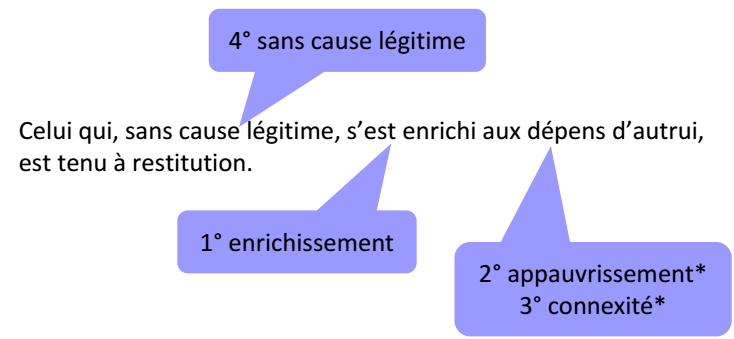 4° sans cause légitime
Celui qui, sans cause légitime, s’est enrichi aux dépens d’autrui,
est tenu à restitution.
1° enrichissement
2° appauvrissement*
3° connexité*